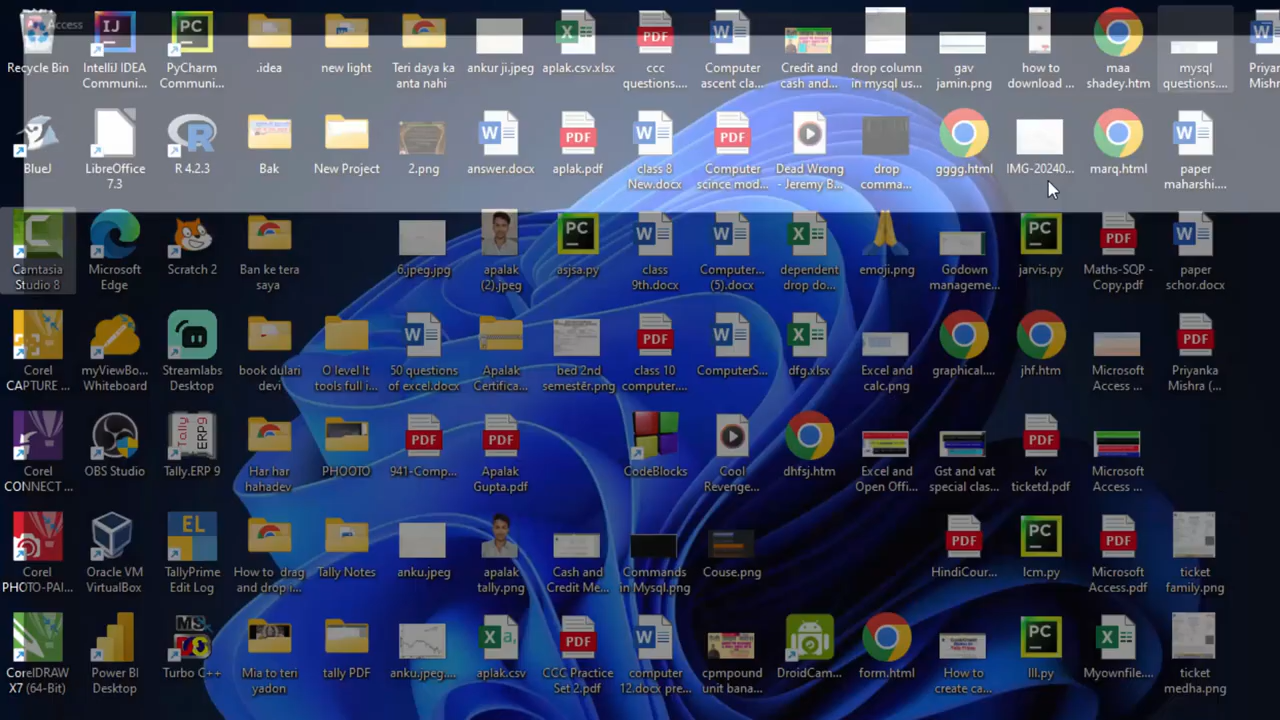 Access
Recycle Bin
IntelliJ IDEA
Communi...
PyCharm
Communi...
.idea
new light
Teri daya ka
anta nahi
ankur ji.jpeg
aplak.csv.xlsx
ccc
questions....
Computer
ascent cla...
Credit and
cash and...
drop column
in mysql us...
gav
jamin.png
how to
download ...
maa
shadey.htm
mysql
questions....
Priyan
Mishr
BlueJ
LibreOffice
7.3
R 4.2.3
Bak
New Project
2.png
answer.docx
aplak.pdf
class 8
New.docx
Computer
scince mod...
Dead Wrong
- Jeremy B...
drop
comma...
gggg.html
IMG-20240...
marq.html
paper
maharshi....
Camtasia
Studio 8
Microsoft
Edge
Scratch 2
Ban ke tera
saya
6.jpeg.jpg
apalak
(2).jpeg
asjsa.py
class
9th.docx
Computer...
(5).docx
dependent
drop do...
emoji.png
Godown
manageme...
jarvis.py
Maths-SQP -
Copy.pdf
paper
schor.docx
Corel
CAPTURE ...
myViewBo...
Whiteboard
Streamlabs
Desktop
book dulari
devi
O level It
tools full i...
50 questions
of excel.docx
Apalak
Certifica...
bed 2nd
semester.png
class 10
computer....
ComputerS...
dfg.xlsx
Excel and
calc.png
graphical....
jhf.htm
Microsoft
Access ...
Priyanka
Mishra (...
Corel
CONNECT ...
OBS Studio
Tally.ERP 9
Har har
hahadev
PHOOTO
941-Comp...
Apalak
Gupta.pdf
CodeBlocks
Cool
Revenge...
dhfsj.htm
Excel and
Open Offi...
Gst and vat
special clas...
kv
ticketd.pdf
Microsoft
Access ...
Corel
PHOTO-PAI...
Oracle VM
VirtualBox
TallyPrime
Edit Log
How to drag
and drop i...
Tally Notes
anku.jpeg
apalak
tally.png
Cash and
Credit Me...
Commands
in Mysql.png
Couse.png
HindiCour...
lcm.py
Microsoft
Access.pdf
ticket
family.png
CorelDRAW
X7 (64-Bit)
Power BI
Desktop
Turbo C++
Mia to teri
yadon
tally PDF
anku.jpeg....
aplak.csv
CCC Practice
Set 2.pdf
computer
12.docx pre...
cpmpound
unit bana...
DroidCam...
form.html
How to
create ca...
lll.py
Myownfile....
ticket
medha.png